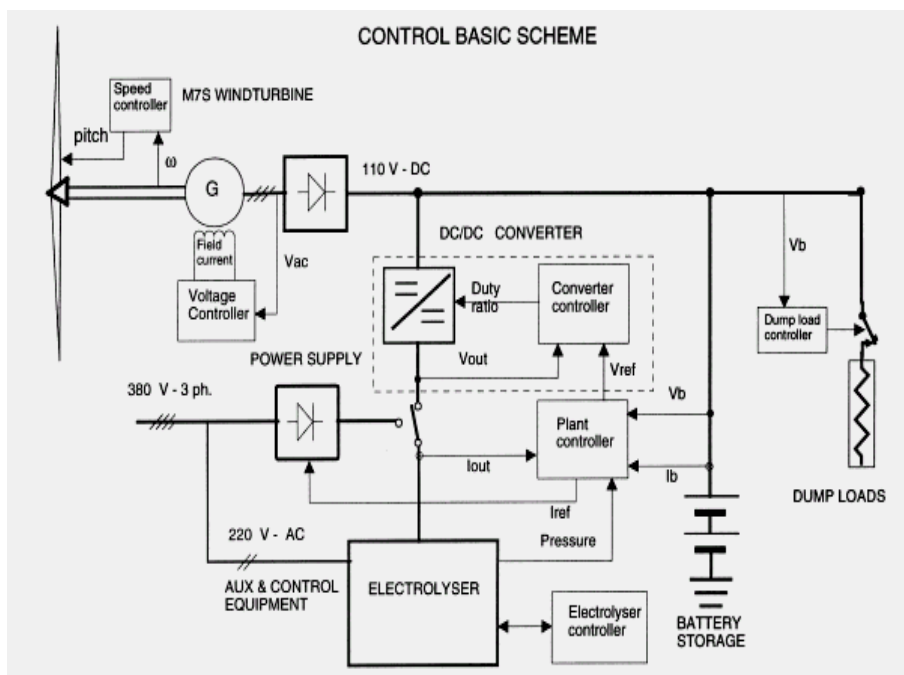 CONTROL BASIC SCHEME
Speed
controller
M7S WINDTURBINE
pitch
ω
G
110 V - DC
Field
current
Vac
Voltage
Controller
DC/DC CONVERTER
Duty
ratio
Converter
controller
Vb
Dump load
controller
Vout
Vref
POWER SUPPLY
380 V - 3 ph.
Vb
Plant
controller
Iout
Ib
DUMP LOADS
Iref
220 V - AC
Pressure
AUX & CONTROL
EQUIPMENT
ELECTROLYSER
Electrolyser
controller
BATTERY
STORAGE